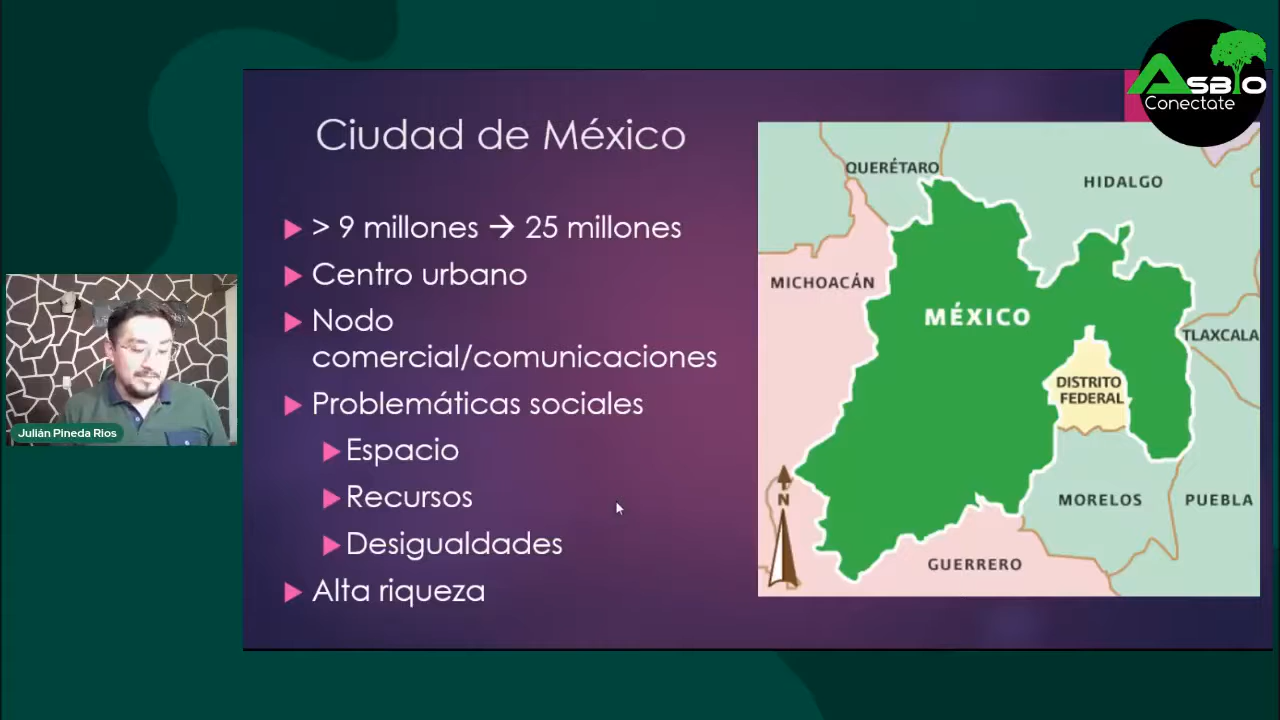 Asbio
Conectate
Ciudad de México
> 9 millones → 25 millones
Centro urbano
Nodo
comercial/comunicaciones
Problemáticas sociales
Espacio
Recursos
Desigualdades
Alta riqueza
QUERÉTARO
HIDALGO
MICHOACÁN
MÉXICO
TLAXCALA
DISTRITO
FEDERAL
N
MORELOS
PUEBLA
GUERRERO
Julián Pineda Rios